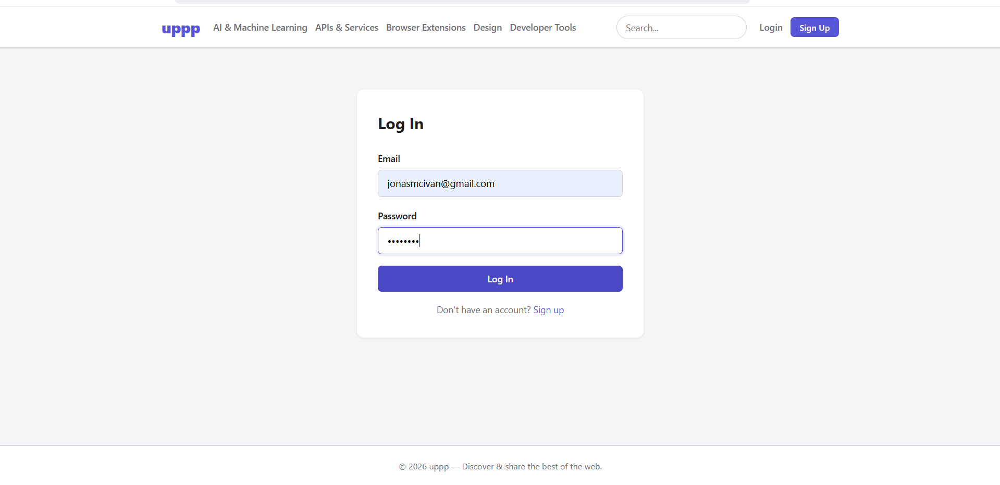 uppp AI & Machine Learning APIs & Services Browser Extensions Design Developer Tools Search... Login Sign Up
Log In
Email
jonasmcivan@gmail.com
Password
••••••••
Log In
Don't have an account? Sign up
© 2026 uppp — Discover & share the best of the web.